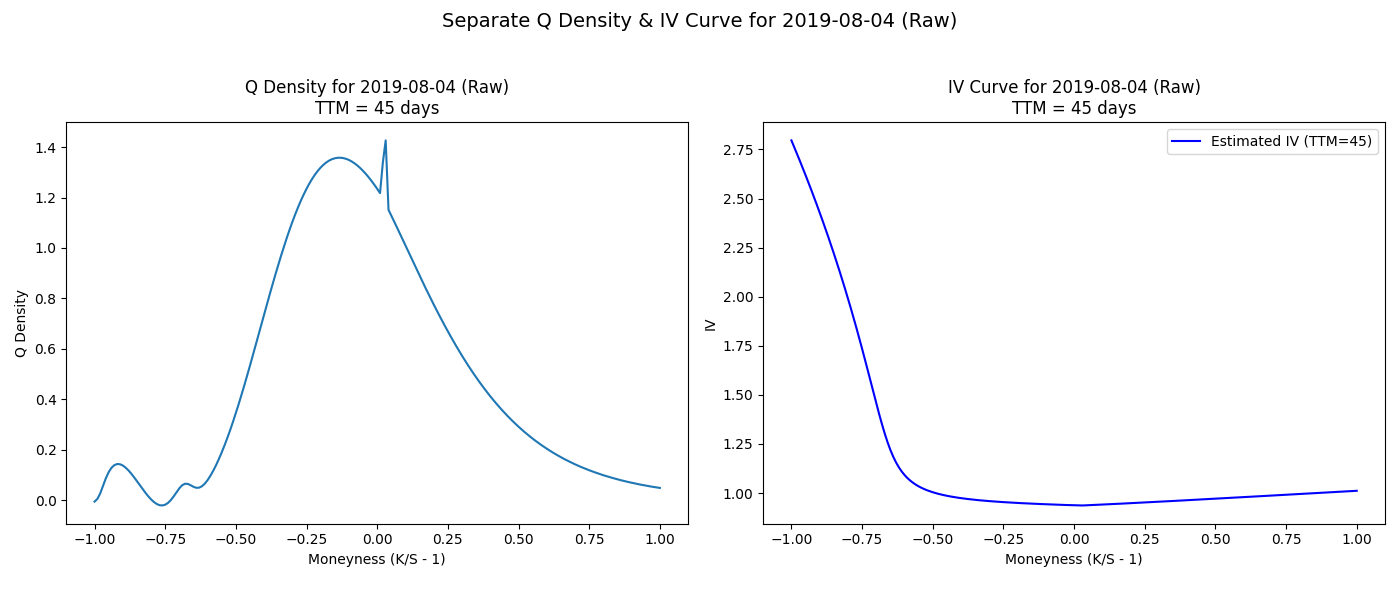 Separate Q Density & IV Curve for 2019-08-04 (Raw)
Q Density for 2019-08-04 (Raw)
TTM = 45 days
1.4
1.2
1.0
0.8
0.6
0.4
0.2
0.0
Q Density
−1.00 −0.75 −0.50 −0.25 0.00 0.25 0.50 0.75 1.00
Moneyness (K/S - 1)
IV Curve for 2019-08-04 (Raw)
TTM = 45 days
Estimated IV (TTM=45)
2.75
2.50
2.25
2.00
1.75
1.50
1.25
1.00
IV
−1.00 −0.75 −0.50 −0.25 0.00 0.25 0.50 0.75 1.00
Moneyness (K/S - 1)